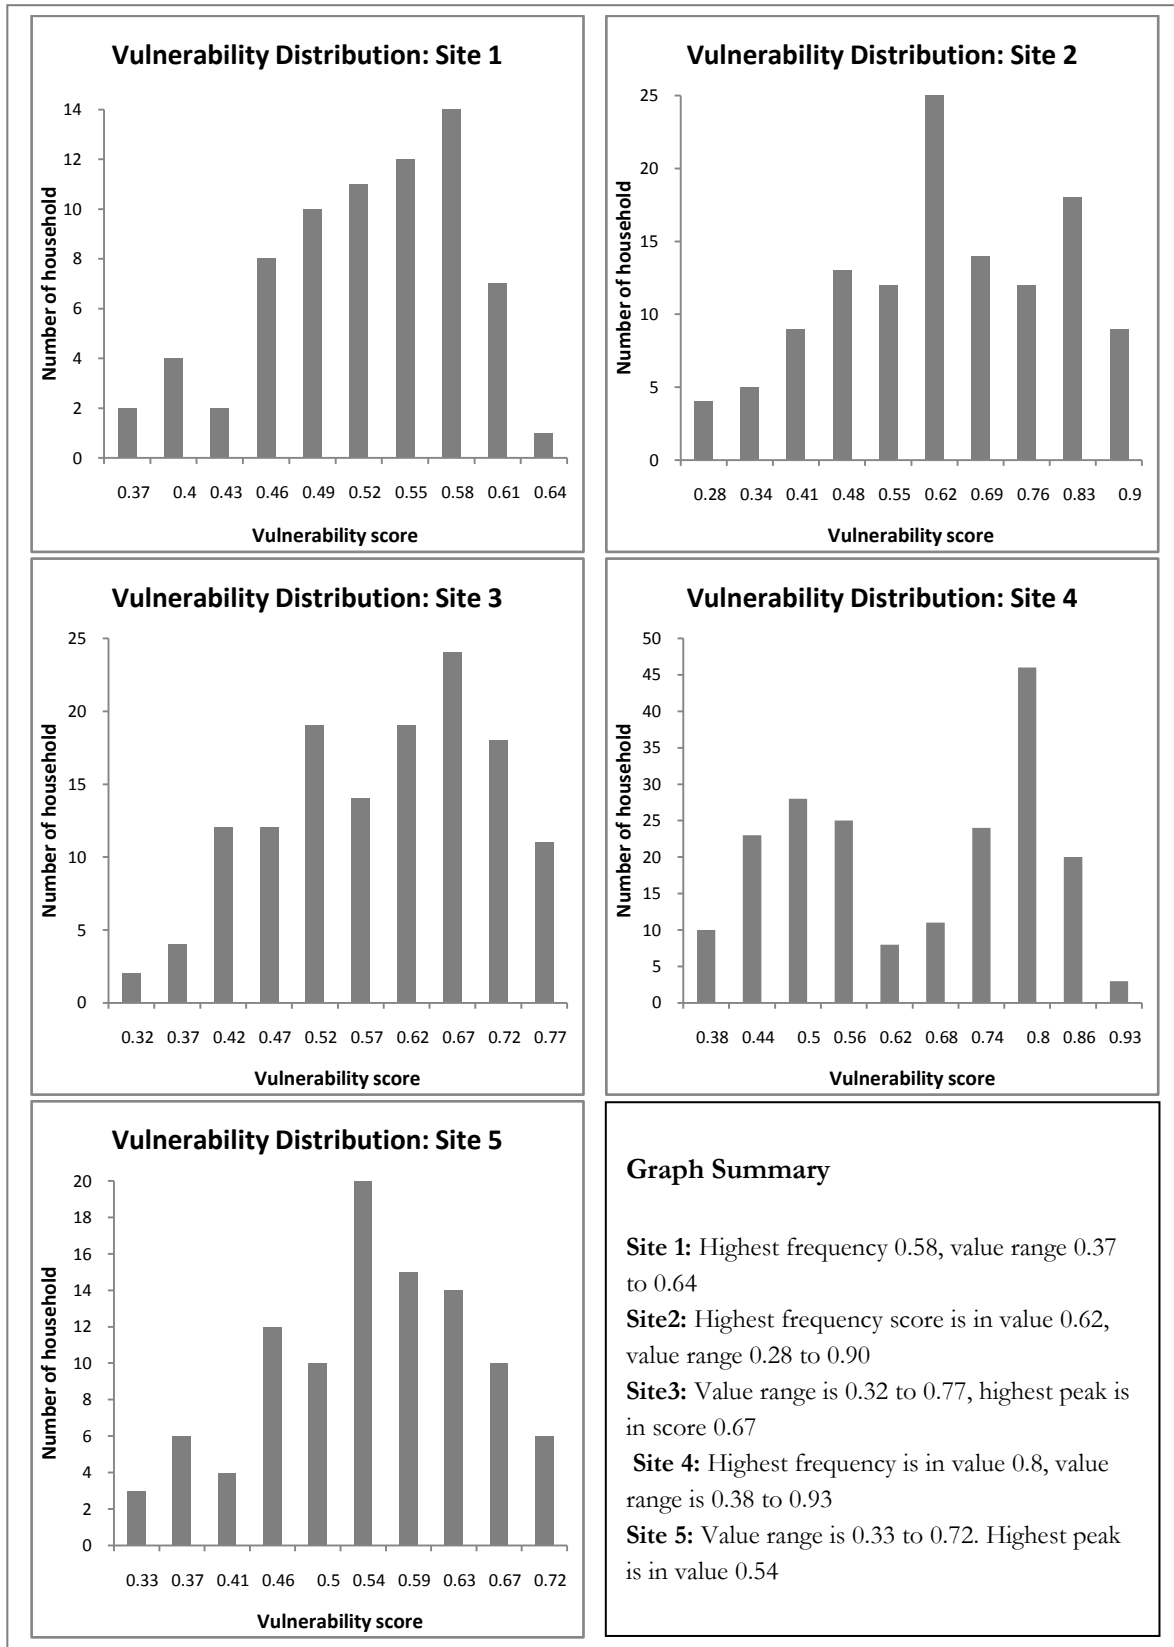 Vulnerability Distribution: Site 1
Number of household
14
12
10
8
6
4
2
0
0.37 0.4 0.43 0.46 0.49 0.52 0.55 0.58 0.61 0.64
Vulnerability score
Vulnerability Distribution: Site 2
Number of household
25
20
15
10
5
0
0.28 0.34 0.41 0.48 0.55 0.62 0.69 0.76 0.83 0.9
Vulnerability score
Vulnerability Distribution: Site 3
Number of household
25
20
15
10
5
0
0.32 0.37 0.42 0.47 0.52 0.57 0.62 0.67 0.72 0.77
Vulnerability score
Vulnerability Distribution: Site 4
Number of household
50
45
40
35
30
25
20
15
10
5
0
0.38 0.44 0.5 0.56 0.62 0.68 0.74 0.8 0.86 0.93
Vulnerability score
Vulnerability Distribution: Site 5
Number of household
20
18
16
14
12
10
8
6
4
2
0
0.33 0.37 0.41 0.46 0.5 0.54 0.59 0.63 0.67 0.72
Vulnerability score
Graph Summary
Site 1: Highest frequency 0.58, value range 0.37
to 0.64
Site2: Highest frequency score is in value 0.62,
value range 0.28 to 0.90
Site3: Value range is 0.32 to 0.77, highest peak is
in score 0.67
Site 4: Highest frequency is in value 0.8, value
range is 0.38 to 0.93
Site 5: Value range is 0.33 to 0.72. Highest peak
is in value 0.54